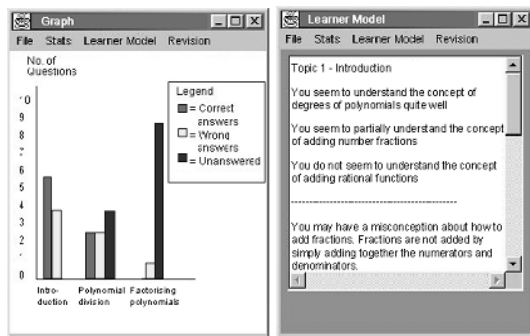 Graph
File Stats Learner Model Revision
No. of
Questions
10
9
8
7
6
5
4
3
2
1
0
Legend
= Correct
answers
= Wrong
answers
= Unanswered
Intro-
duction
Polynomial
division
Factorising
polynomials
Learner Model
File Stats Learner Model Revision
Topic 1 - Introduction
You seem to understand the concept of
degrees of polynomials quite well
You seem to partially understand the concept
of adding number fractions
You do not seem to understand the concept
of adding rational functions
--------------------------------------------
You may have a misconception about how to
add fractions. Fractions are not added by
simply adding together the numerators and
denominators.